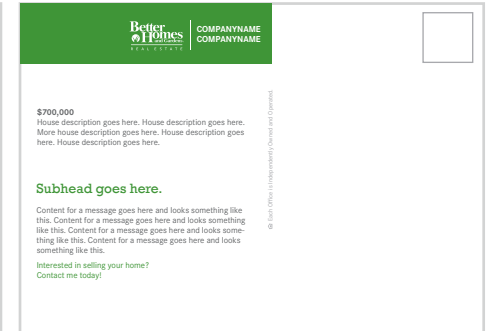 Better
Homes
and Gardens
REAL ESTATE
COMPANYNAME
COMPANYNAME
$700,000
House description goes here. House description goes here.
More house description goes here. House description goes
here. House description goes here.
Each Office is Independently Owned and Operated.
Subhead goes here.
Content for a message goes here and looks something like
this. Content for a message goes here and looks something
like this. Content for a message goes here and looks some-
thing like this. Content for a message goes here and looks
something like this.
Interested in selling your home?
Contact me today!